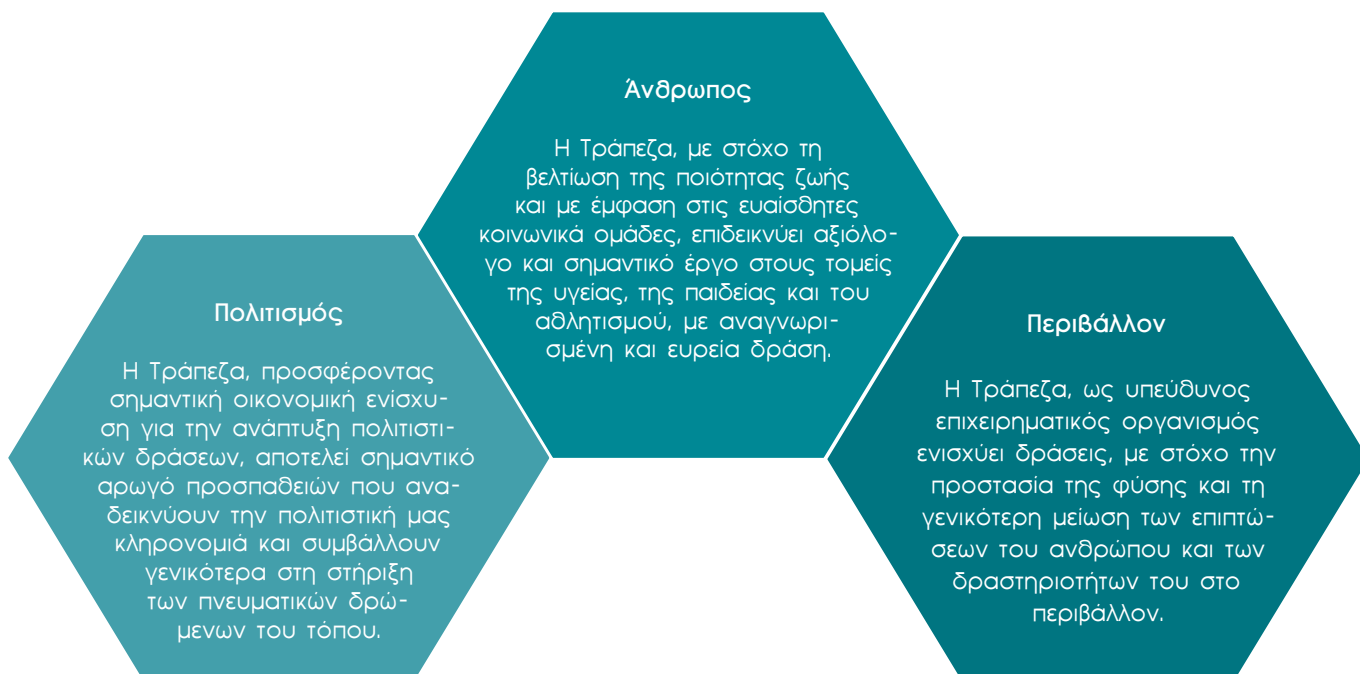 Άνθρωπος
Η Τράπεζα, με στόχο τη
βελτίωση της ποιότητας ζωής
και με έμφαση στις ευαίσθητες
κοινωνικά ομάδες, επιδεικνύει αξιόλο-
γο και σημαντικό έργο στους τομείς
της υγείας, της παιδείας και του
αθλητισμού, με αναγνωρι-
σμένη και ευρεία δράση.
Πολιτισμός
Η Τράπεζα, προσφέροντας
σημαντική οικονομική ενίσχυ-
ση για την ανάπτυξη πολιτιστι-
κών δράσεων, αποτελεί σημαντικό
αρωγό προσπαθειών που ανα-
δεικνύουν την πολιτιστική μας
κληρονομιά και συμβάλλουν
γενικότερα στη στήριξη
των πνευματικών δρώ-
μενων του τόπου.
Περιβάλλον
Η Τράπεζα, ως υπεύθυνος
επιχειρηματικός οργανισμός
ενισχύει δράσεις, με στόχο την
προστασία της φύσης και τη
γενικότερη μείωση των επιπτώ-
σεων του ανθρώπου και των
δραστηριοτήτων του στο
περιβάλλον.